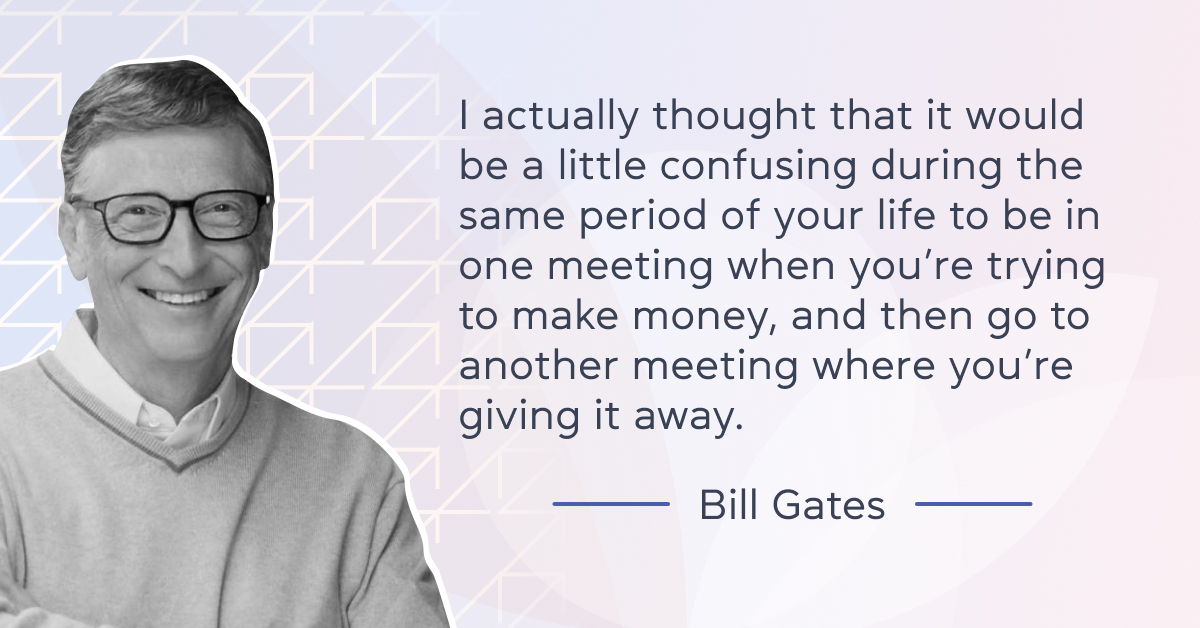 I actually thought that it would
be a little confusing during the
same period of your life to be in
one meeting when you’re trying
to make money, and then go to
another meeting where you’re
giving it away.
Bill Gates